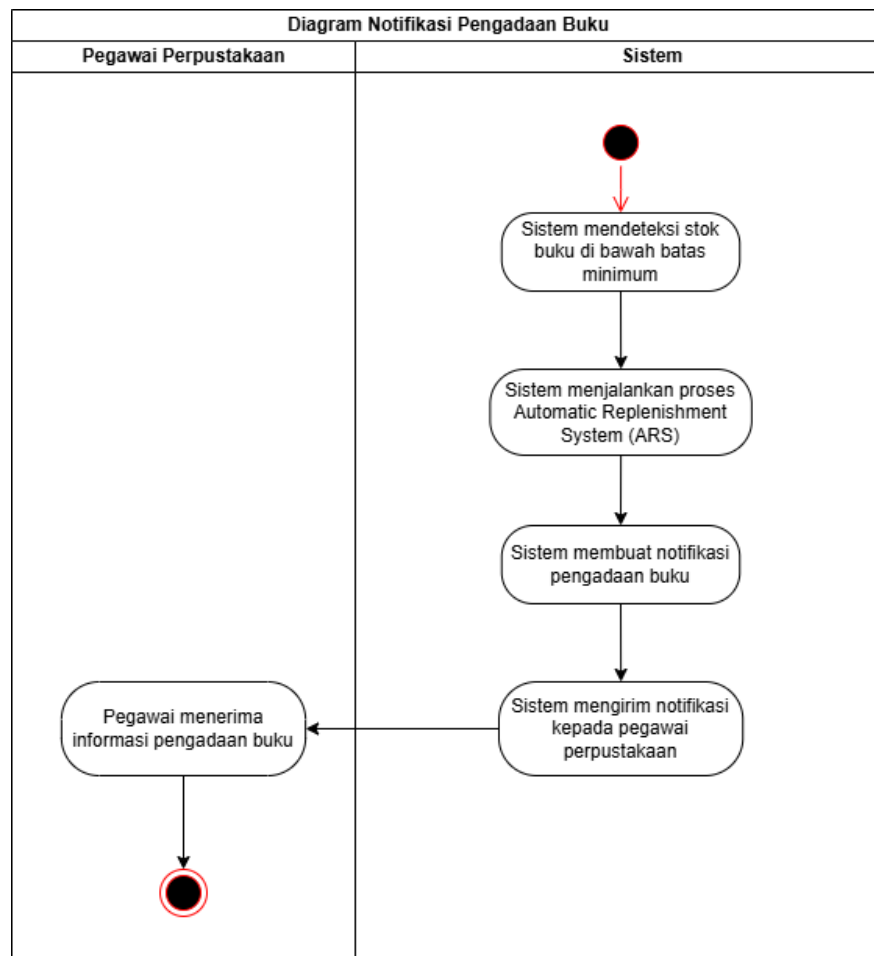 Diagram Notifikasi Pengadaan Buku
Pegawai Perpustakaan
Sistem
Sistem mendeteksi stok
buku di bawah batas
minimum
Sistem menjalankan proses
Automatic Replenishment
System (ARS)
Sistem membuat notifikasi
pengadaan buku
Sistem mengirim notifikasi
kepada pegawai
perpustakaan
Pegawai menerima
informasi pengadaan buku